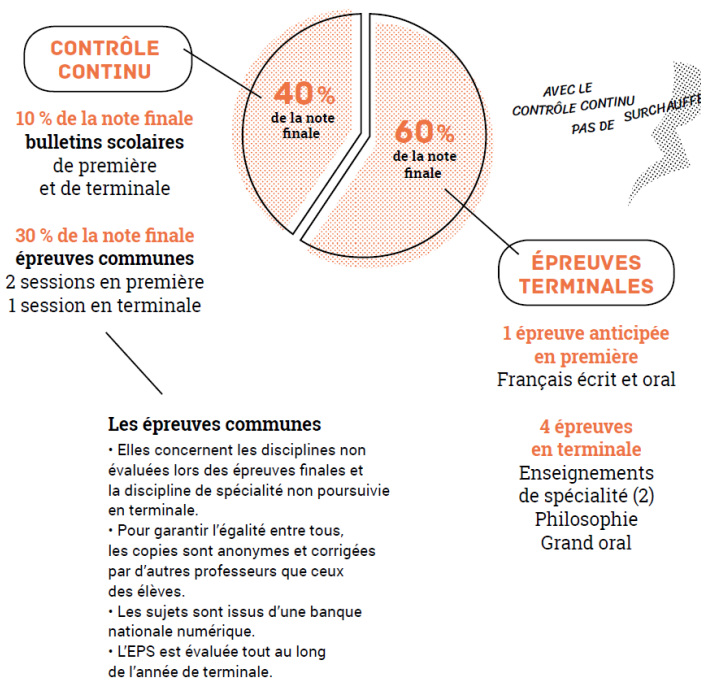 CONTRÔLE
CONTINU
10 % de la note finale
bulletins scolaires
de première
et de terminale
30 % de la note finale
épreuves communes
2 sessions en première
1 session en terminale
40%
de la note
finale
60%
de la note
finale
AVEC LE
CONTRÔLE CONTINU
PAS DE SURCHAUFFE
ÉPREUVES
TERMINALES
1 épreuve anticipée
en première
Français écrit et oral
4 épreuves
en terminale
Enseignements
de spécialité (2)
Philosophie
Grand oral
Les épreuves communes
• Elles concernent les disciplines non
évaluées lors des épreuves finales et
la discipline de spécialité non poursuivie
en terminale.
• Pour garantir l’égalité entre tous,
les copies sont anonymes et corrigées
par d’autres professeurs que ceux
des élèves.
• Les sujets sont issus d’une banque
nationale numérique.
• L’EPS est évaluée tout au long
de l’année de terminale.